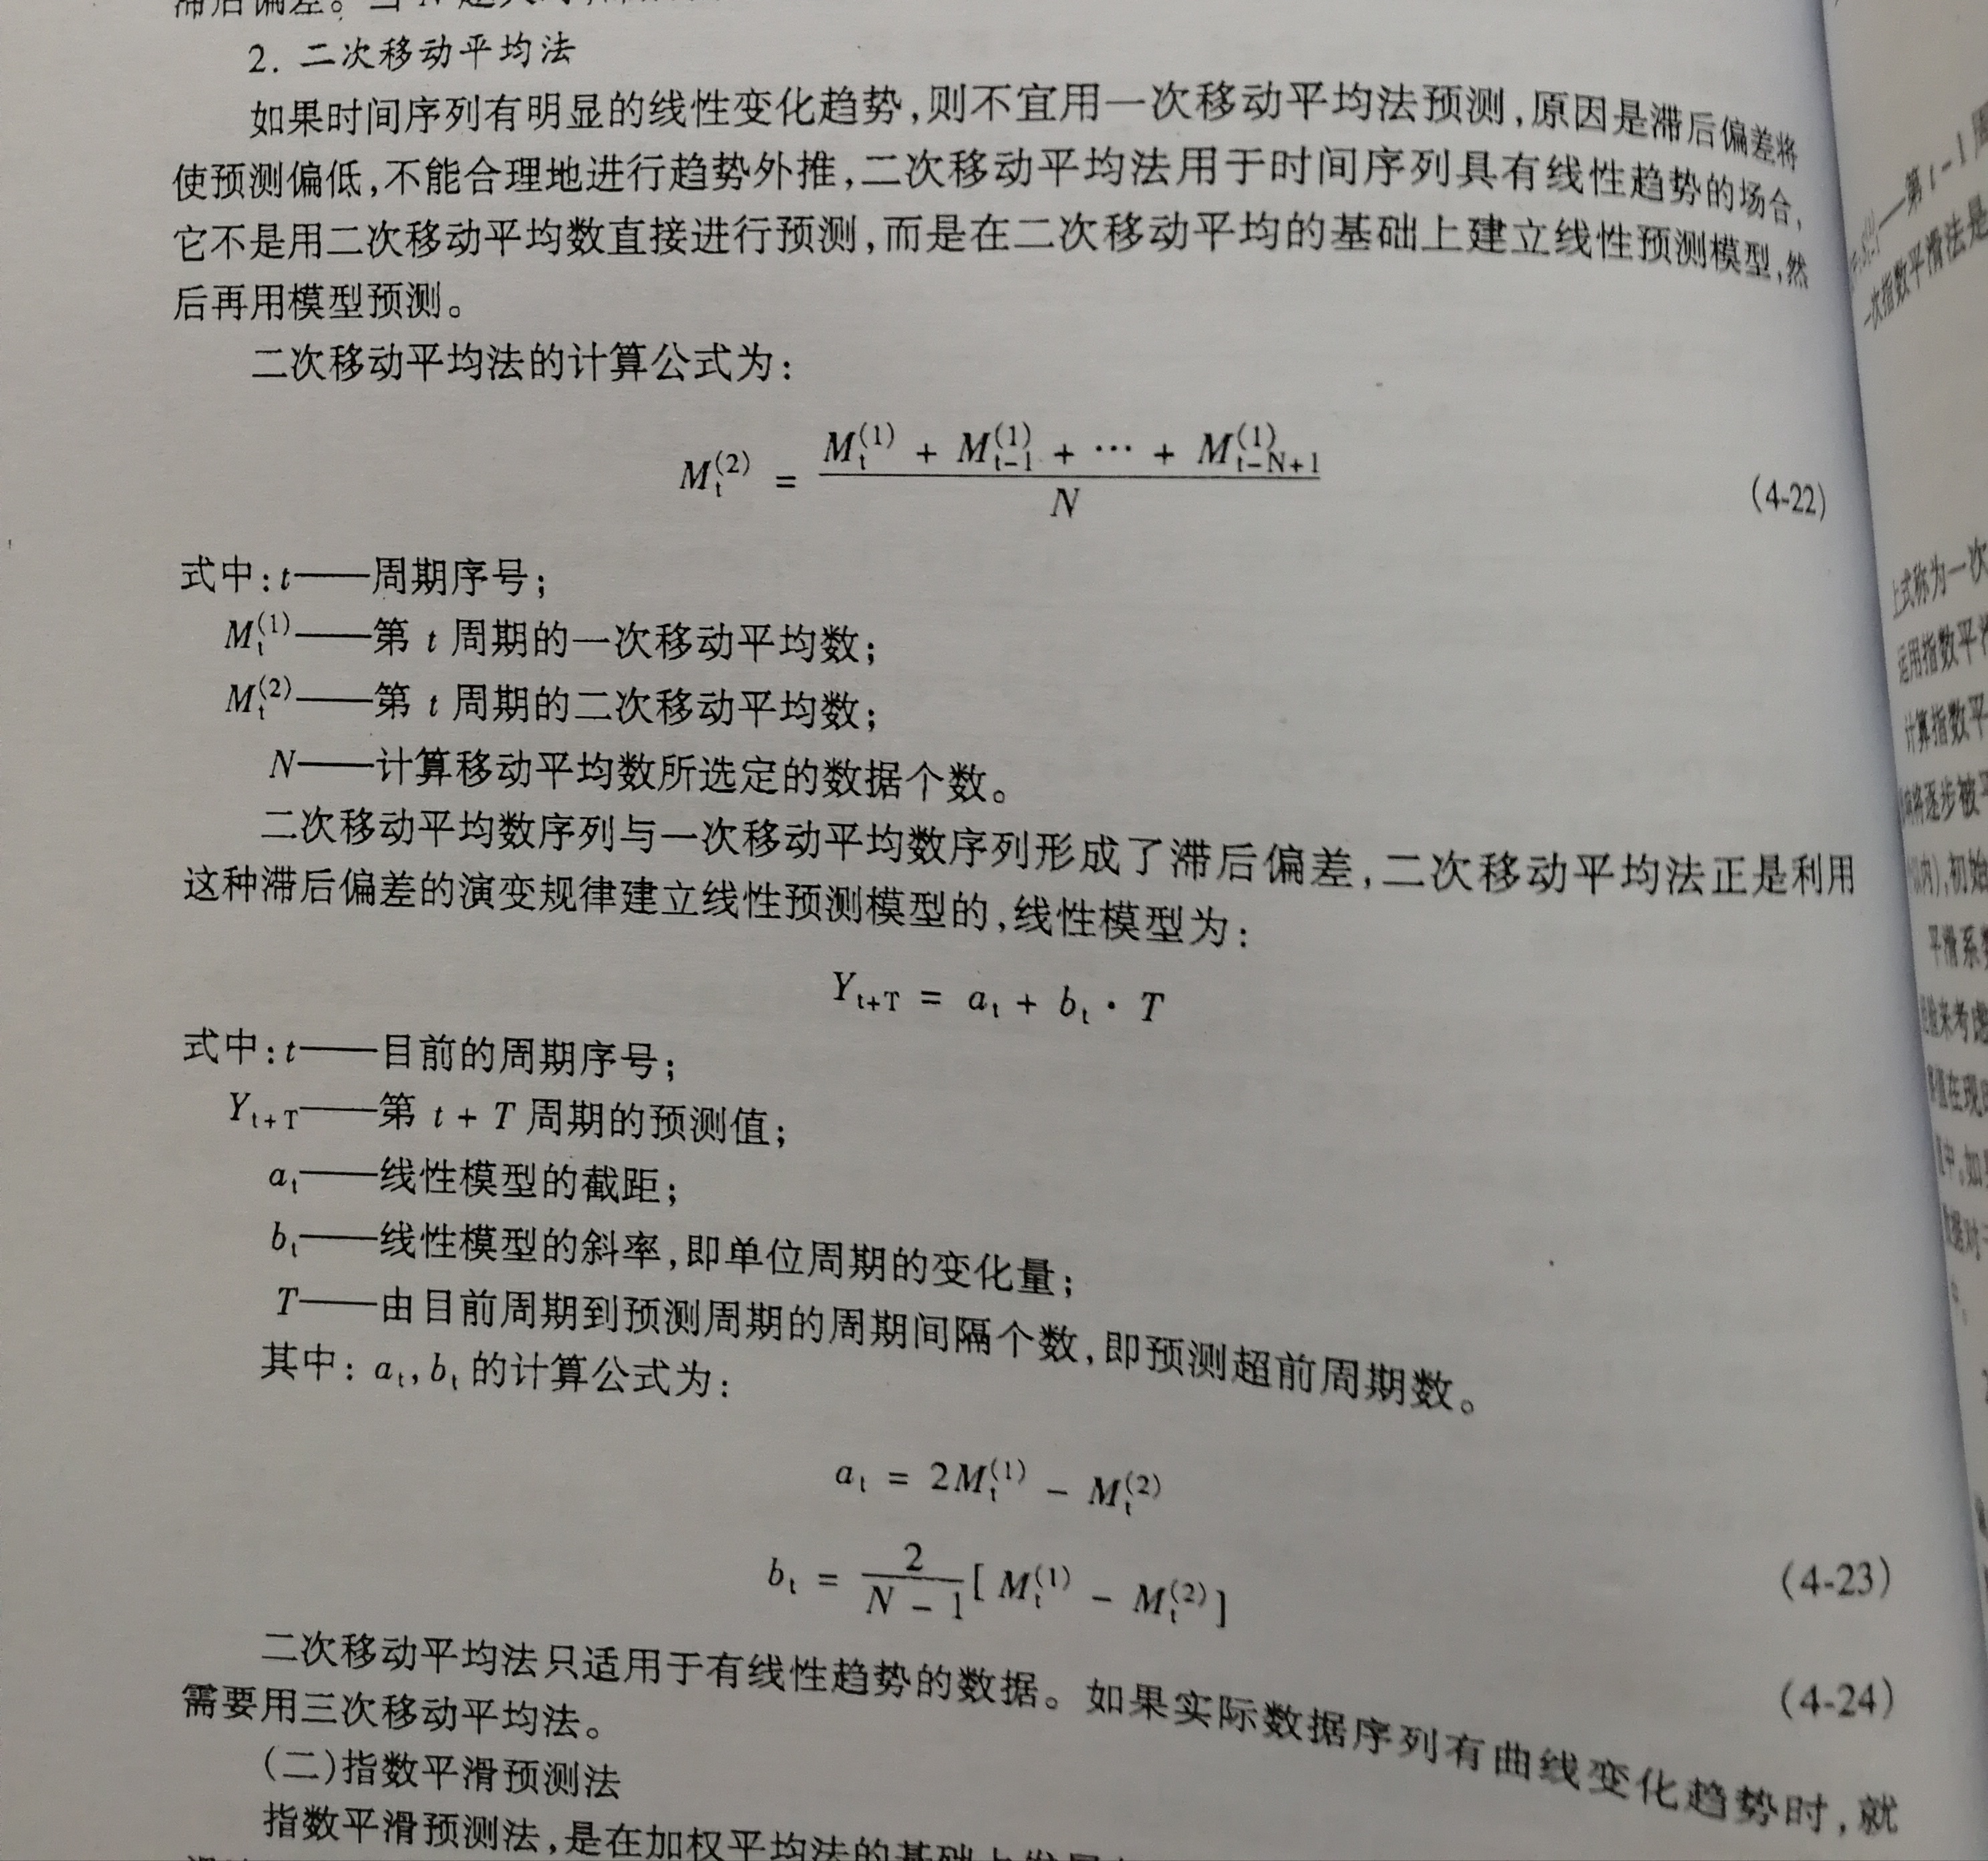 2. 二次移动平均法
如果时间序列有明显的线性变化趋势,则不宜用一次移动平均法预测,原因是滞后偏差将
使预测偏低,不能合理地进行趋势外推,二次移动平均法用于时间序列具有线性趋势的场合,
它不是用二次移动平均数直接进行预测,而是在二次移动平均的基础上建立线性预测模型,然
后再用模型预测。
二次移动平均法的计算公式为:
M_t^{(2)} = \frac{M_t^{(1)} + M_{t-1}^{(1)} + ⋯ + M_{t-N+1}^{(1)}}{N} (4-22)
式中:t——周期序号;
M_t^{(1)}——第 t 周期的一次移动平均数;
M_t^{(2)}——第 t 周期的二次移动平均数;
N——计算移动平均数所选定的数据个数。
二次移动平均数序列与一次移动平均数序列形成了滞后偏差,二次移动平均法正是利用
这种滞后偏差的演变规律建立线性预测模型的,线性模型为:
Y_{t+T} = a_t + b_t · T
式中:t——目前的周期序号;
Y_{t+T}——第 t + T 周期的预测值;
a_t——线性模型的截距;
b_t——线性模型的斜率,即单位周期的变化量;
T——由目前周期到预测周期的周期间隔个数,即预测超前周期数。
其中: a_t, b_t 的计算公式为:
a_t = 2M_t^{(1)} − M_t^{(2)} (4-23)
b_t = \frac{2}{N − 1}[ M_t^{(1)} − M_t^{(2)} ] (4-24)
二次移动平均法只适用于有线性趋势的数据。如果实际数据序列有曲线变化趋势时,就
需要用三次移动平均法。
(二)指数平滑预测法
指数平滑预测法,是在加权平均法的基础上发展
——第 t − 1 周
一次指数平滑法是
上式称为一次
运用指数平滑
计算指数平
将逐步被平
内),初始
平滑系数
来考虑
值在现
中,如